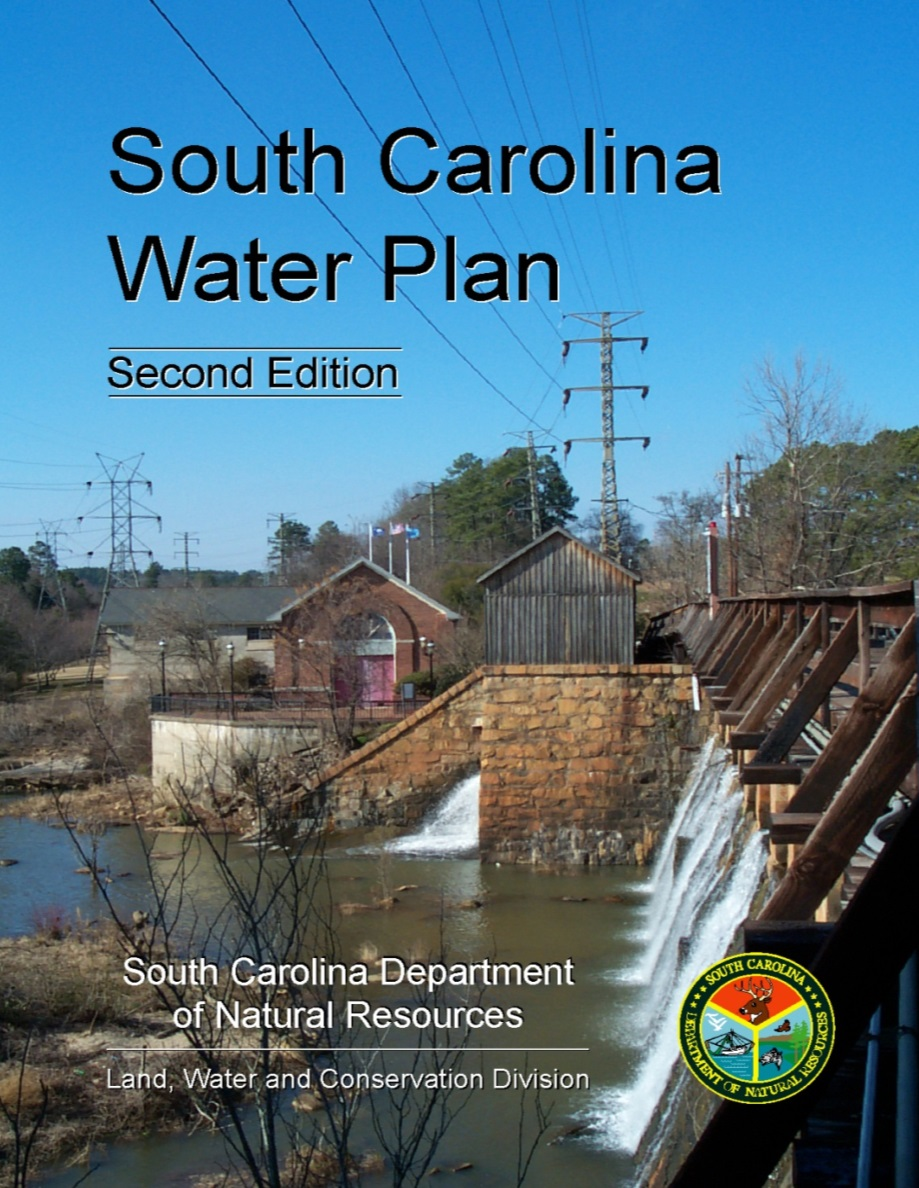 South Carolina
Water Plan
Second Edition
South Carolina Department
of Natural Resources
Land, Water and Conservation Division
SOUTH CAROLINA
DEPARTMENT OF NATURAL RESOURCES